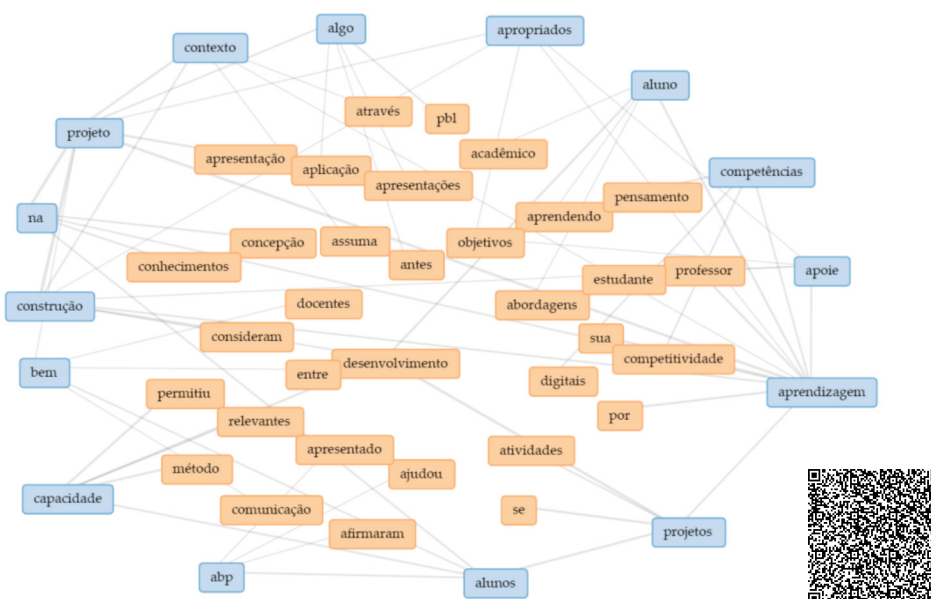 algo
apropriados
contexto
aluno
através
pbl
projeto
acadêmico
apresentação
aplicação
apresentações
competências
pensamento
na
aprendendo
concepção
assuma
objetivos
conhecimentos
antes
professor
apoie
estudante
construção
docentes
abordagens
consideram
sua
competitividade
bem
entre
desenvolvimento
digitais
permitiu
aprendizagem
por
relevantes
apresentado
atividades
método
ajudou
capacidade
comunicação
se
afirmaram
projetos
abp
alunos